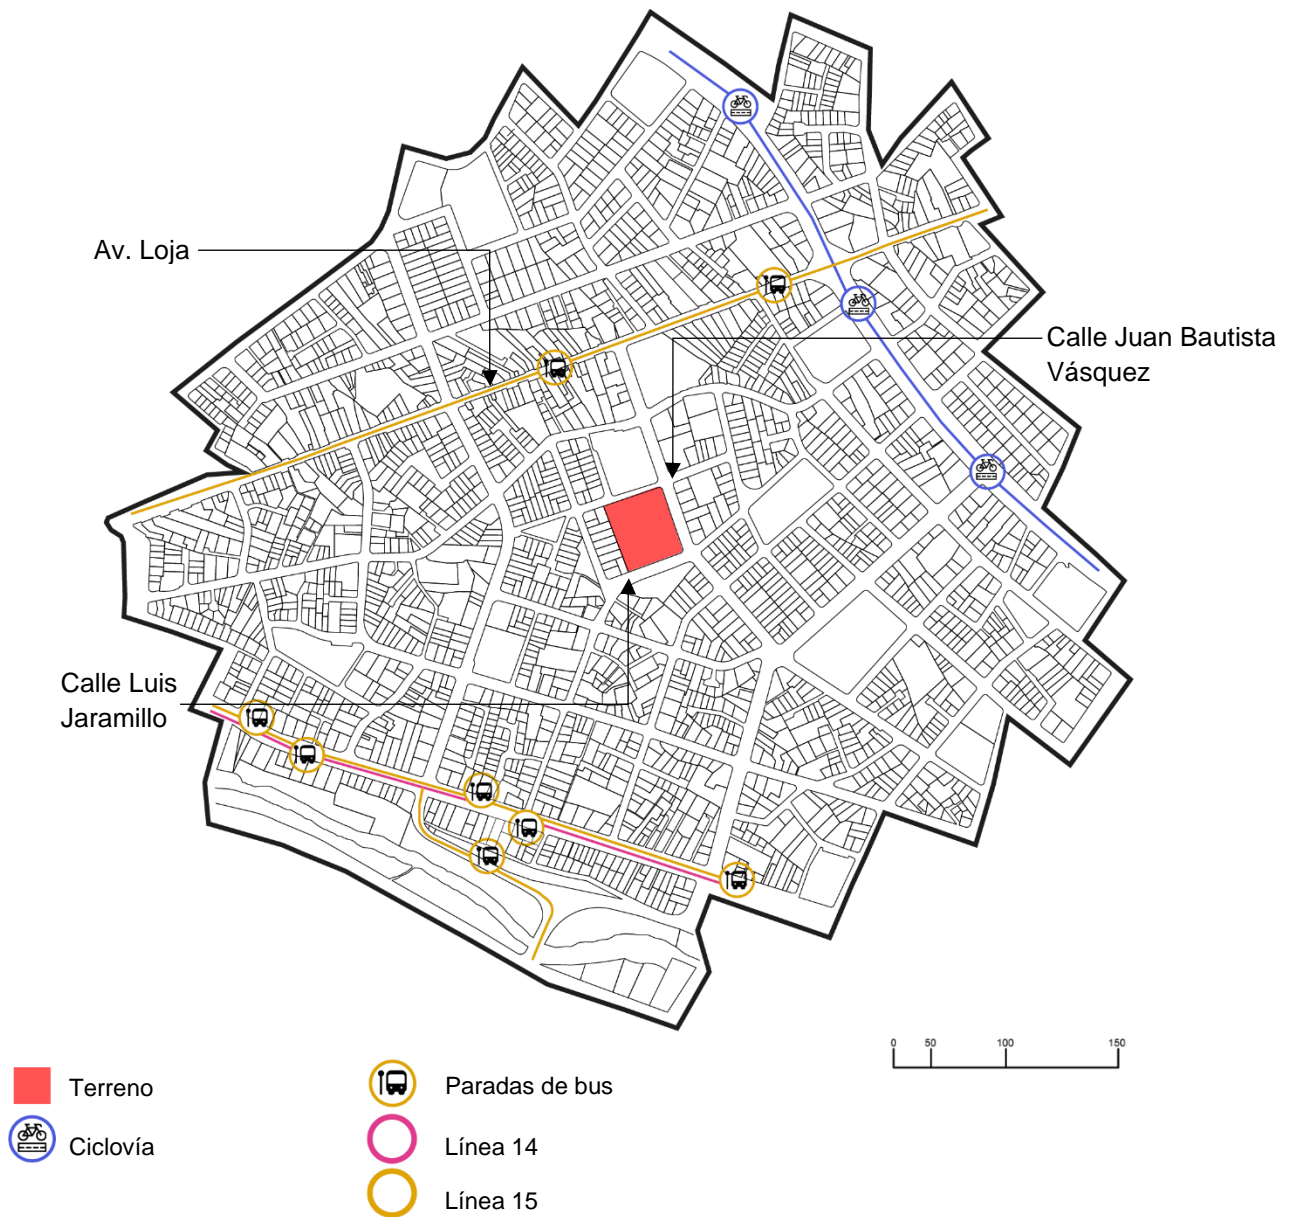 Av. Loja
Calle Juan Bautista
Vásquez
Calle Luis
Jaramillo
0 50 100 150
Terreno
Paradas de bus
Ciclovía
Línea 14
Línea 15